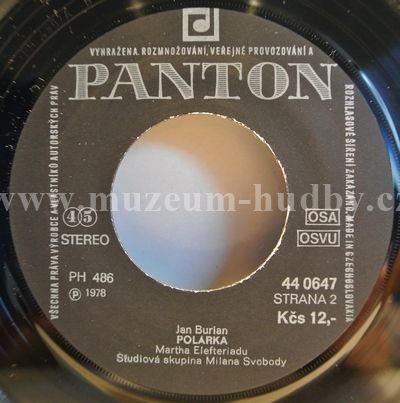 VYHRAŽENA. ROZMNOŽOVÁNÍ, VEŘEJNÉ PROVOZOVÁNÍ A
PANTON
VŠECHNA PRÁVA VÝROBCE A VLASTNÍKŮ AUTORSKÝCH PRÁV
ROZHLASOVÉ ŠÍŘENÍ ZAKÁZÁNO. MADE IN CZECHOSLOVAKIA
www.muzeum-hudby.cz
45
STEREO
OSA
OSVU
PH 486
℗ 1978
44 0647
STRANA 2
Kčs 12,-
Jan Burian
POLÁRKA
Martha Elefteriadu
Studiová skupina Milana Svobody